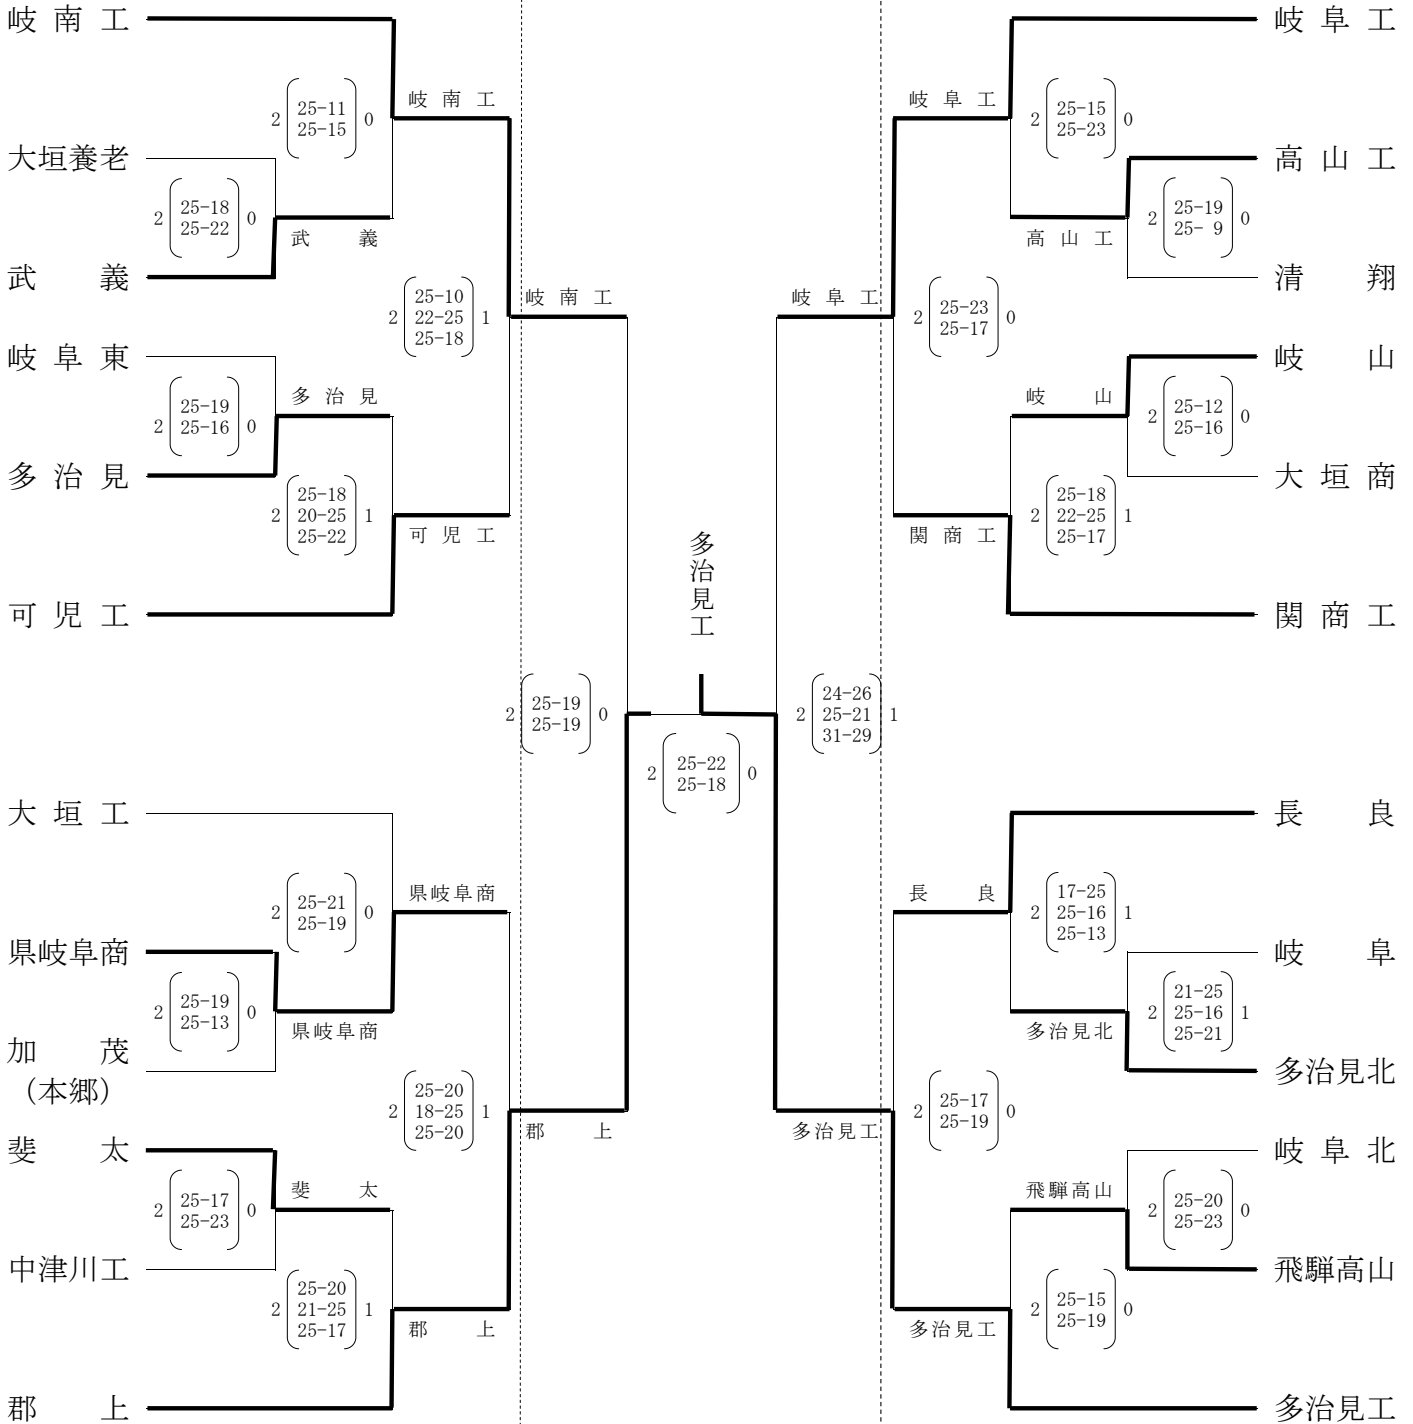 岐南工
2 25-11 0
25-15
岐南工
大垣養老
2 25-18 0
25-22
武義
武義
2 25-10 1
22-25
25-18
岐南工
岐阜東
2 25-19 0
25-16
多治見
多治見
2 25-18 1
20-25
25-22
可児工
可児工
2 25-19 0
25-19
大垣工
2 25-21 0
25-19
県岐阜商
県岐阜商
2 25-19 0
25-13
県岐阜商
加茂
（本郷）
2 25-20 1
18-25
25-20
郡上
斐太
2 25-17 0
25-23
斐太
中津川工
2 25-20 1
21-25
25-17
郡上
郡上
多治見工
2 25-22 0
25-18
岐阜工
岐阜工
2 25-15 0
25-23
高山工
2 25-19 0
25- 9
高山工
清翔
岐阜工
2 25-23 0
25-17
岐山
岐山
2 25-12 0
25-16
大垣商
2 25-18 1
22-25
25-17
関商工
関商工
2 24-26 1
25-21
31-29
長良
長良
2 17-25 1
25-16
25-13
岐阜
2 21-25 1
25-16
25-21
多治見北
多治見北
2 25-17 0
25-19
多治見工
岐阜北
飛騨高山
2 25-20 0
25-23
飛騨高山
2 25-15 0
25-19
多治見工
多治見工